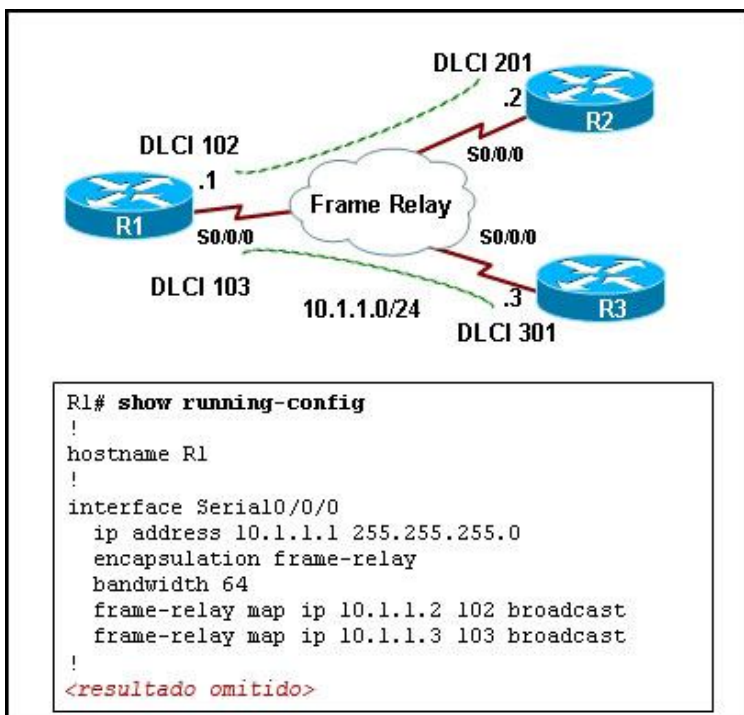 DLCI 201
.2
R2
S0/0/0
DLCI 102
.1
R1
S0/0/0
Frame Relay
S0/0/0
DLCI 103
10.1.1.0/24
.3
R3
DLCI 301
R1# show running-config
!
hostname R1
!
interface Serial0/0/0
ip address 10.1.1.1 255.255.255.0
encapsulation frame-relay
bandwidth 64
frame-relay map ip 10.1.1.2 102 broadcast
frame-relay map ip 10.1.1.3 103 broadcast
!
<resultado omitido>